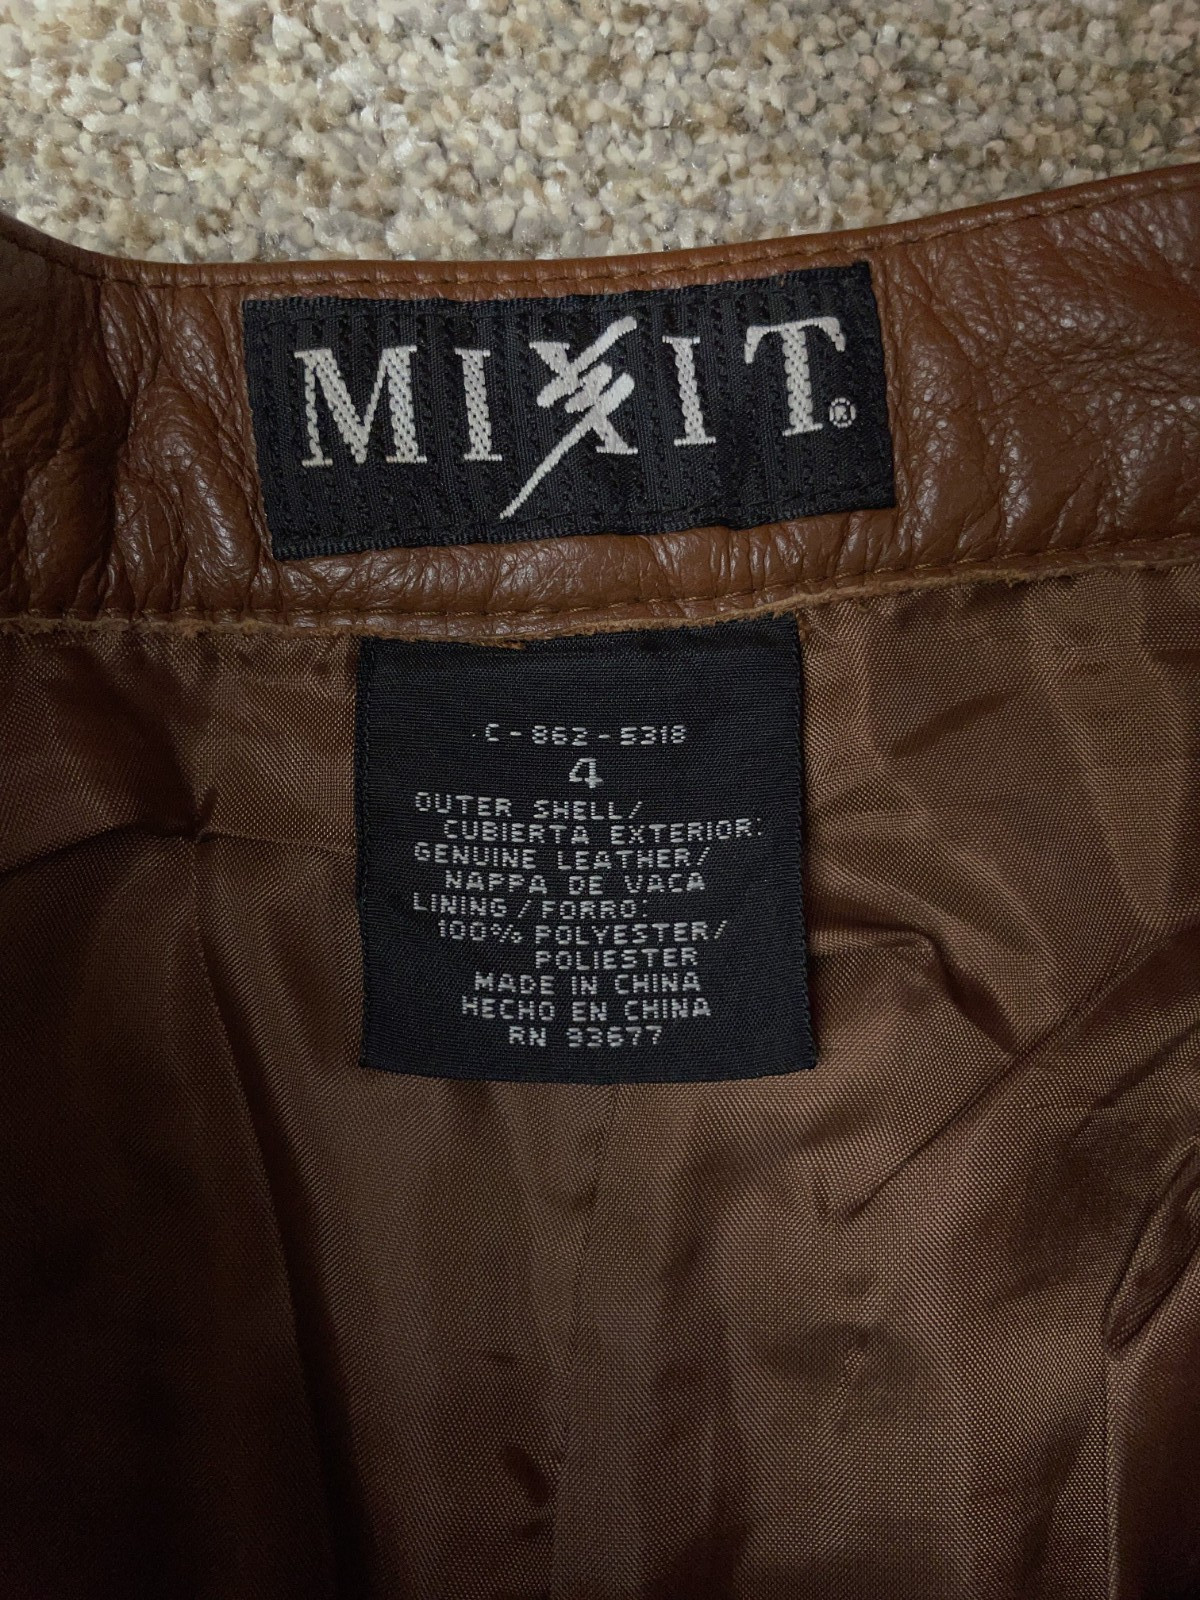 MIXIT®
C-862-5318
4
OUTER SHELL/
CUBIERTA EXTERIOR:
GENUINE LEATHER/
NAPPA DE VACA
LINING/FORRO:
100% POLYESTER/
POLIESTER
MADE IN CHINA
HECHO EN CHINA
RN 93677